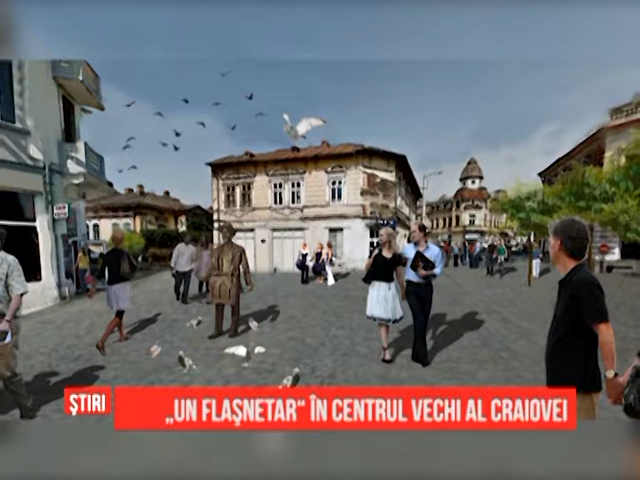 ŞTIRI
„UN FLAŞNETAR“ ÎN CENTRUL VECHI AL CRAIOVEI